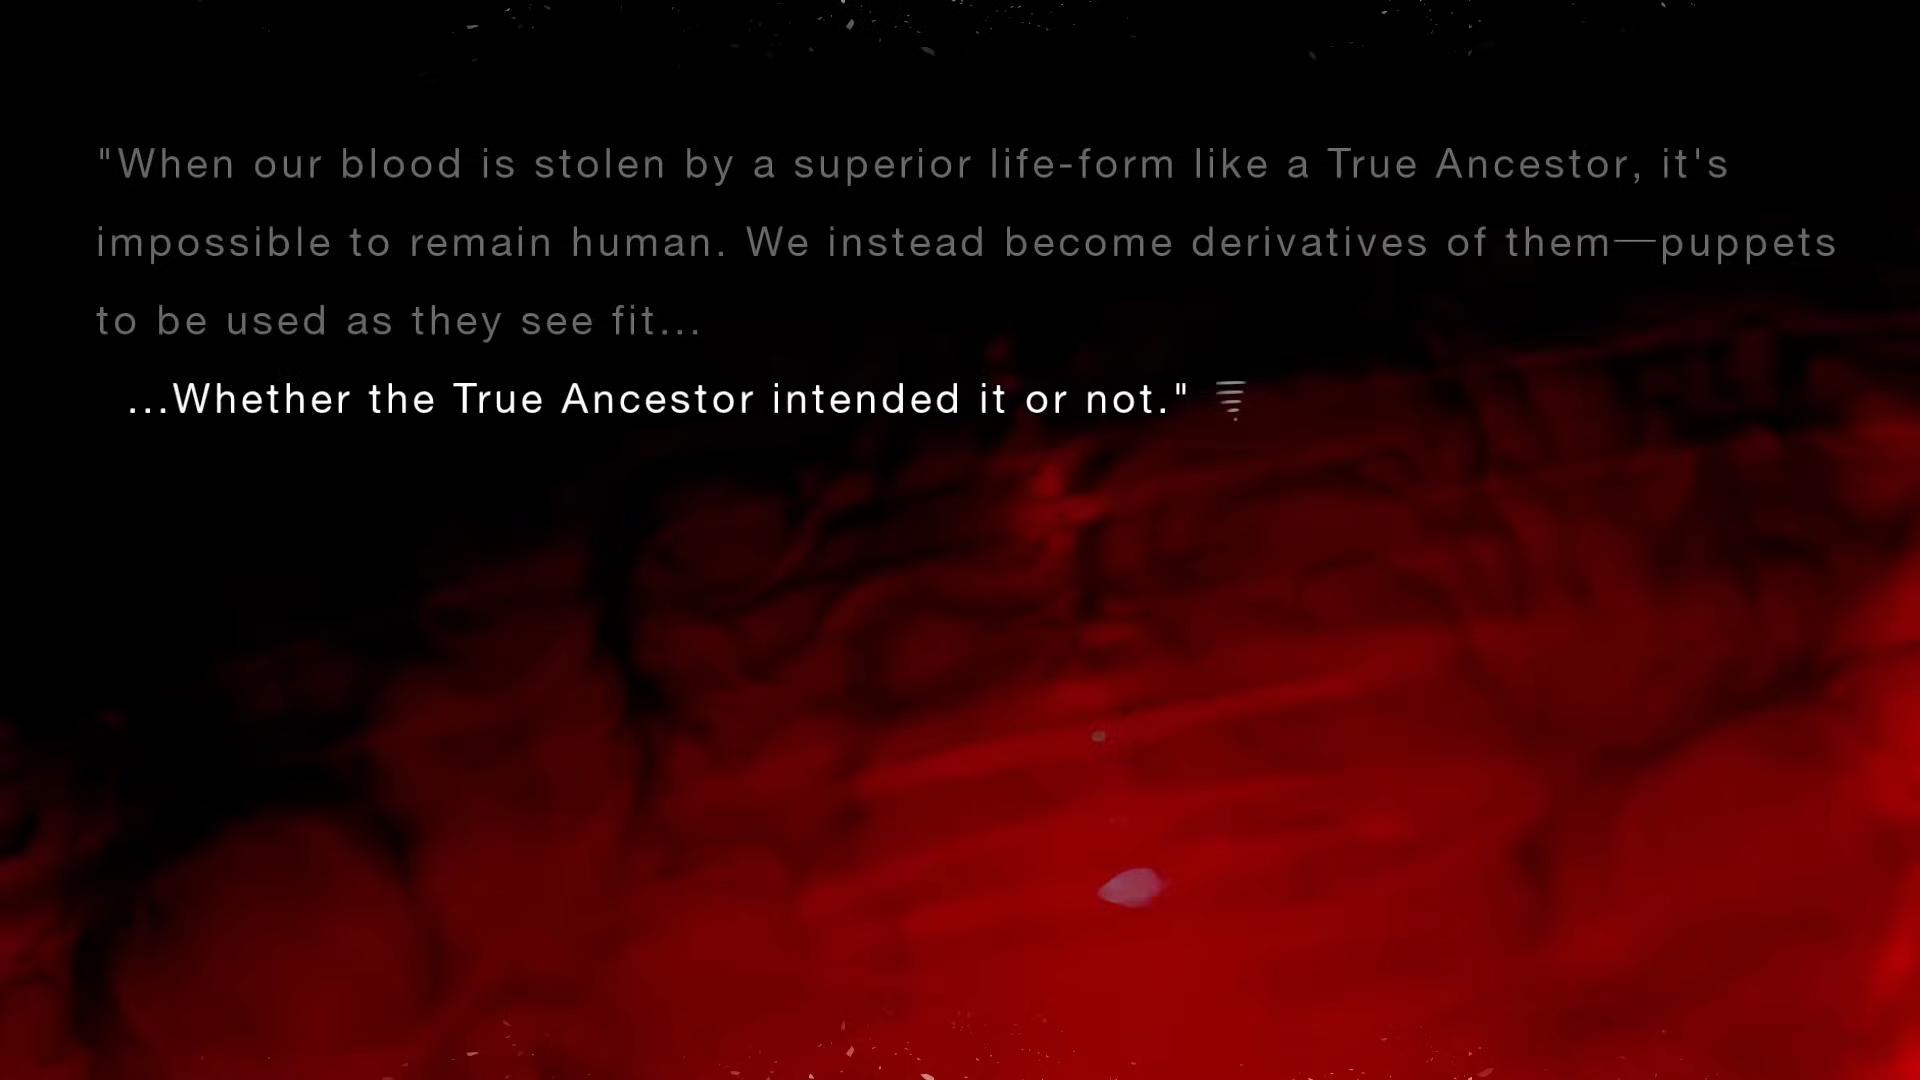 "When our blood is stolen by a superior life-form like a True Ancestor, it's
impossible to remain human. We instead become derivatives of them—puppets
to be used as they see fit...
...Whether the True Ancestor intended it or not."